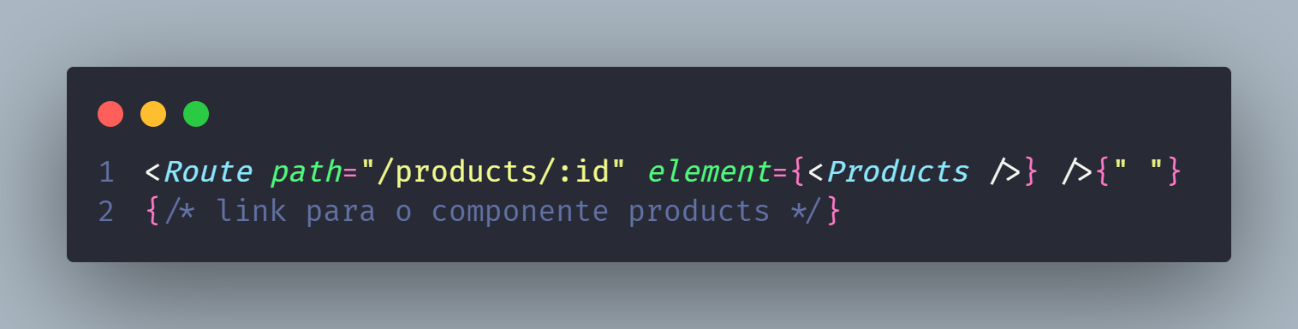 1 <Route path="/products/:id" element={<Products />} />{" "}
2 {/* link para o componente products */}